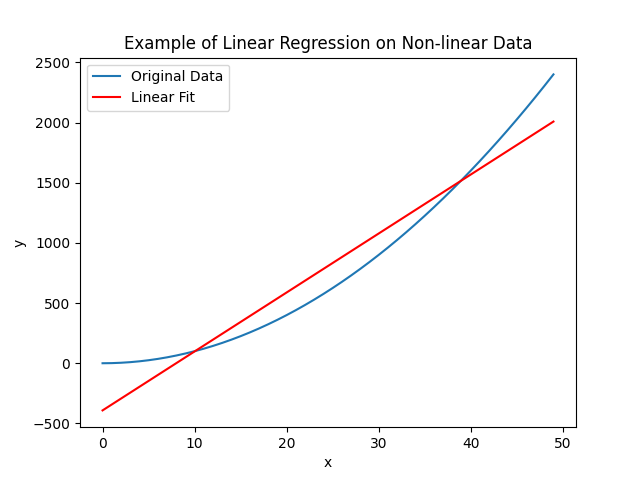 Example of Linear Regression on Non-linear Data
Original Data
Linear Fit
y
2500
2000
1500
1000
500
0
−500
0 10 20 30 40 50
x